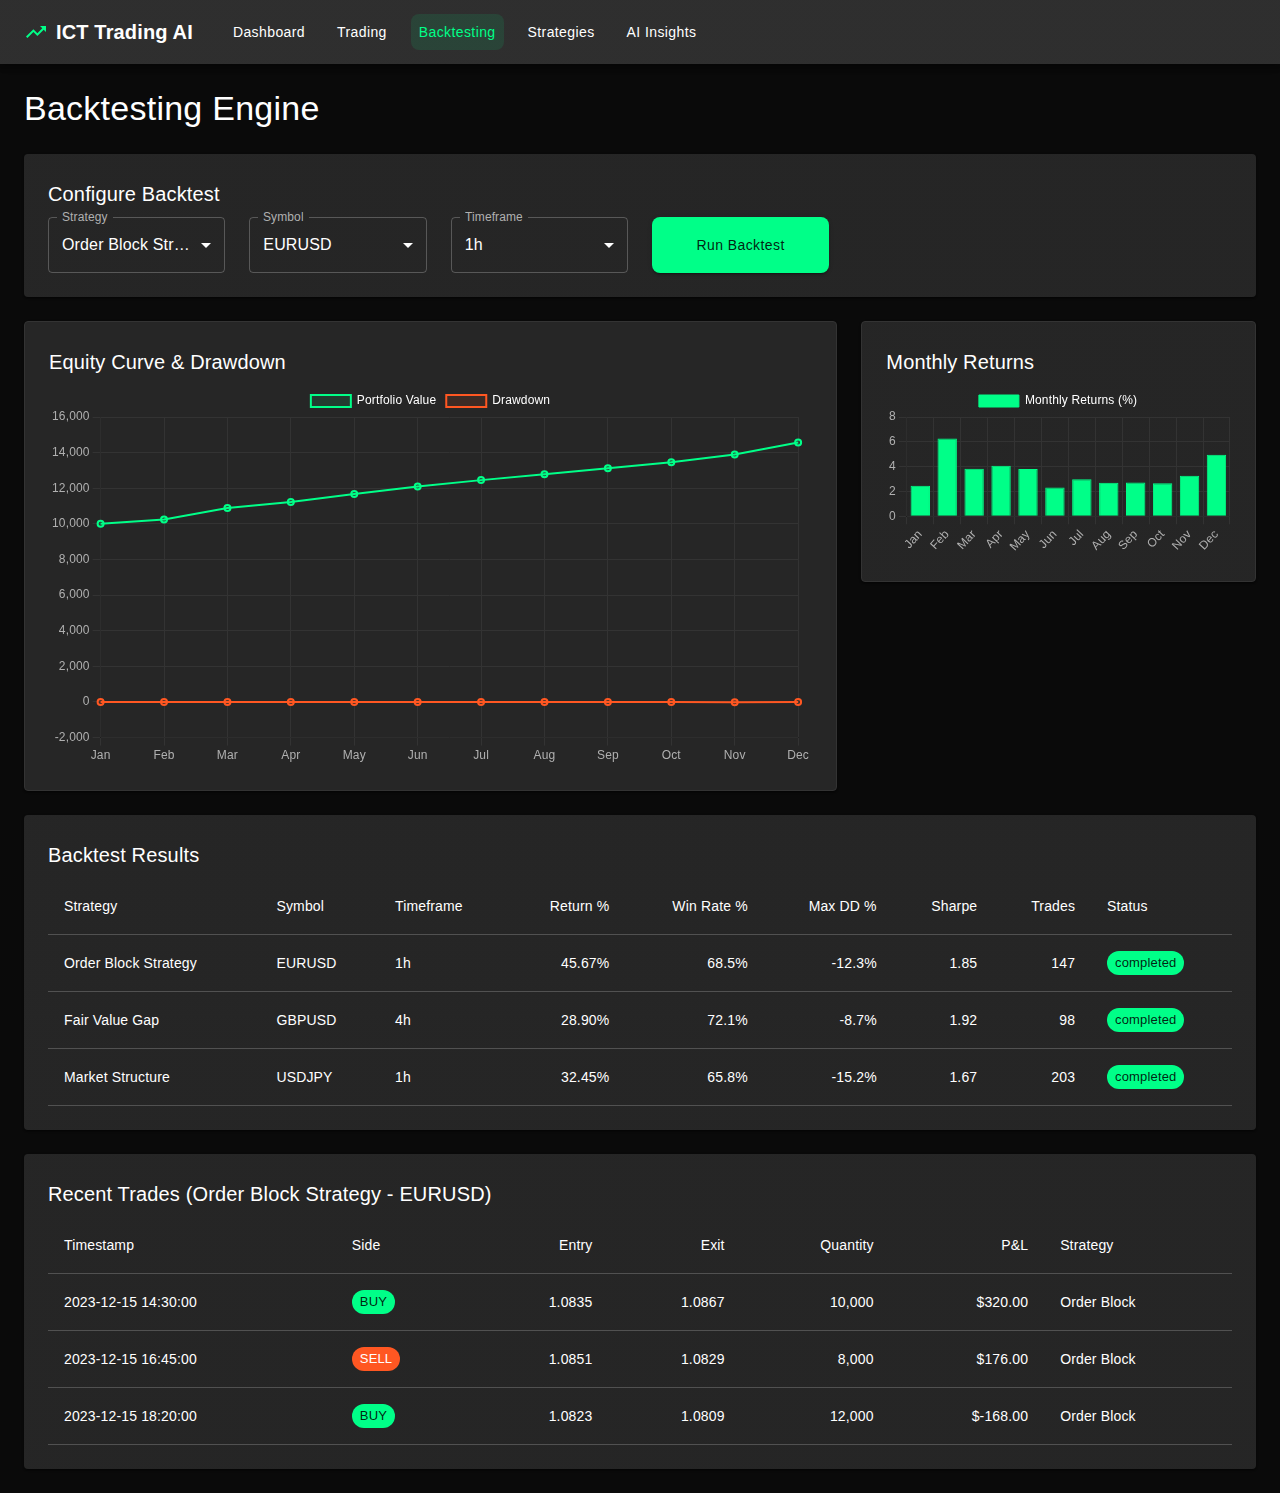 ICT Trading AI Dashboard Trading Backtesting Strategies AI Insights
Backtesting Engine
Configure Backtest
Strategy Symbol Timeframe
Order Block Str... EURUSD 1h Run Backtest
Equity Curve & Drawdown
Portfolio Value Drawdown
16,000
14,000
12,000
10,000
8,000
6,000
4,000
2,000
0
-2,000
Jan Feb Mar Apr May Jun Jul Aug Sep Oct Nov Dec
Monthly Returns
Monthly Returns (%)
8
6
4
2
0
Jan Feb Mar Apr May Jun Jul Aug Sep Oct Nov Dec
Backtest Results
Strategy Symbol Timeframe Return % Win Rate % Max DD % Sharpe Trades Status
Order Block Strategy EURUSD 1h 45.67% 68.5% -12.3% 1.85 147 completed
Fair Value Gap GBPUSD 4h 28.90% 72.1% -8.7% 1.92 98 completed
Market Structure USDJPY 1h 32.45% 65.8% -15.2% 1.67 203 completed
Recent Trades (Order Block Strategy - EURUSD)
Timestamp Side Entry Exit Quantity P&L Strategy
2023-12-15 14:30:00 BUY 1.0835 1.0867 10,000 $320.00 Order Block
2023-12-15 16:45:00 SELL 1.0851 1.0829 8,000 $176.00 Order Block
2023-12-15 18:20:00 BUY 1.0823 1.0809 12,000 $-168.00 Order Block